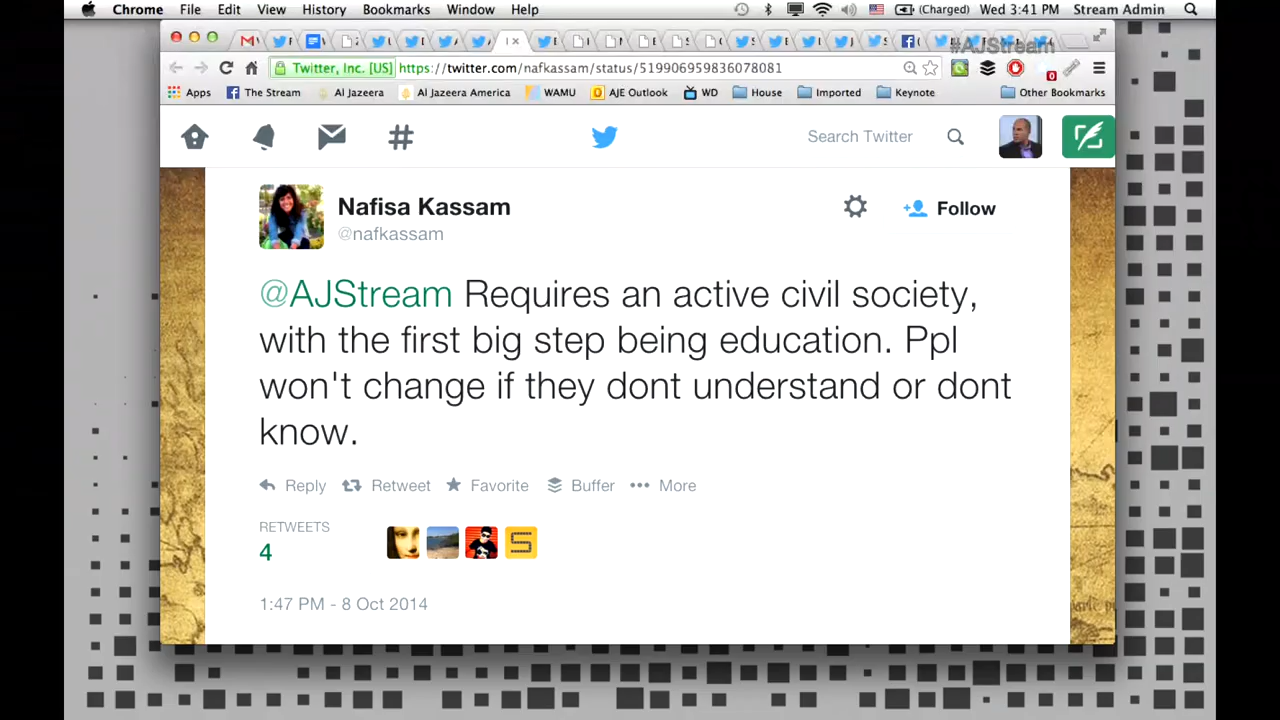 Chrome File Edit View History Bookmarks Window Help (Charged) Wed 3:41 PM Stream Admin
#AJStream
Twitter, Inc. [US] https://twitter.com/nafkassam/status/519906959836078081
Apps The Stream Al Jazeera Al Jazeera America WAMU AJE Outlook WD House Imported Keynote Other Bookmarks
Search Twitter
Nafisa Kassam
@nafkassam
Follow
@AJStream Requires an active civil society,
with the first big step being education. Ppl
won't change if they dont understand or dont
know.
Reply Retweet Favorite Buffer More
RETWEETS
4
1:47 PM - 8 Oct 2014